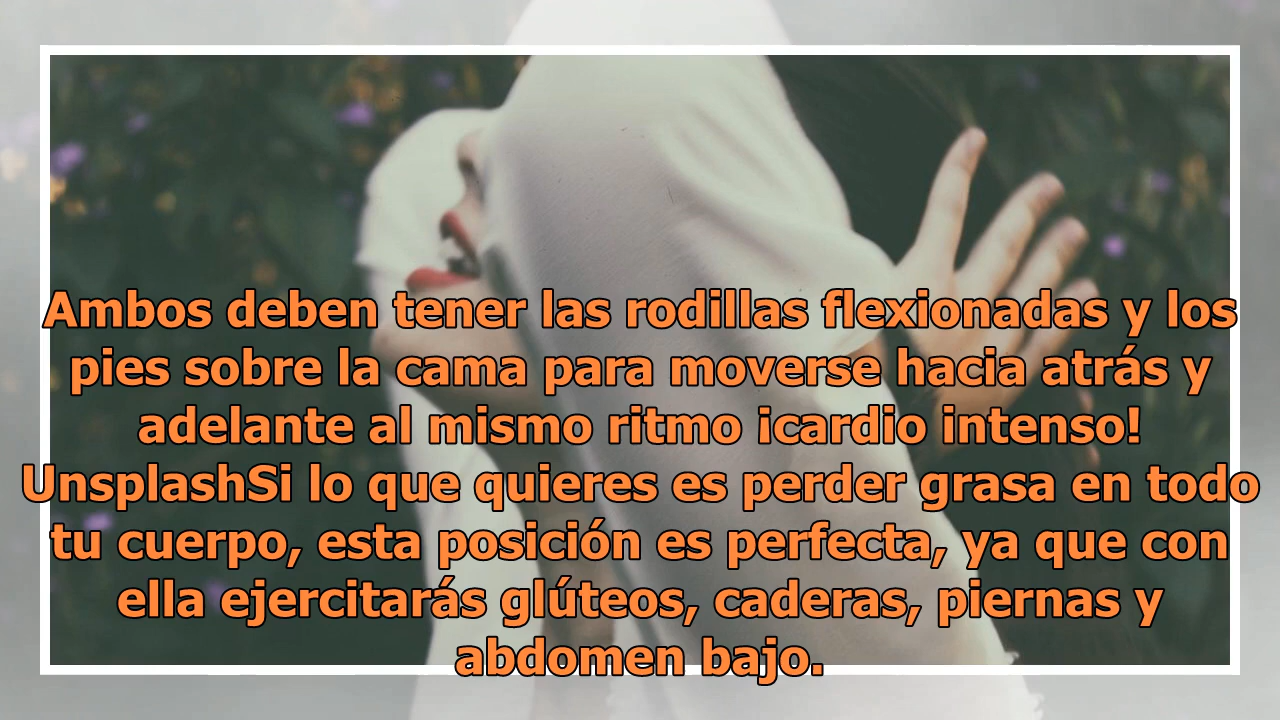 Ambos deben tener las rodillas flexionadas y los
pies sobre la cama para moverse hacia atrás y
adelante al mismo ritmo icardio intenso!
UnsplashSi lo que quieres es perder grasa en todo
tu cuerpo, esta posición es perfecta, ya que con
ella ejercitarás glúteos, caderas, piernas y
abdomen bajo.